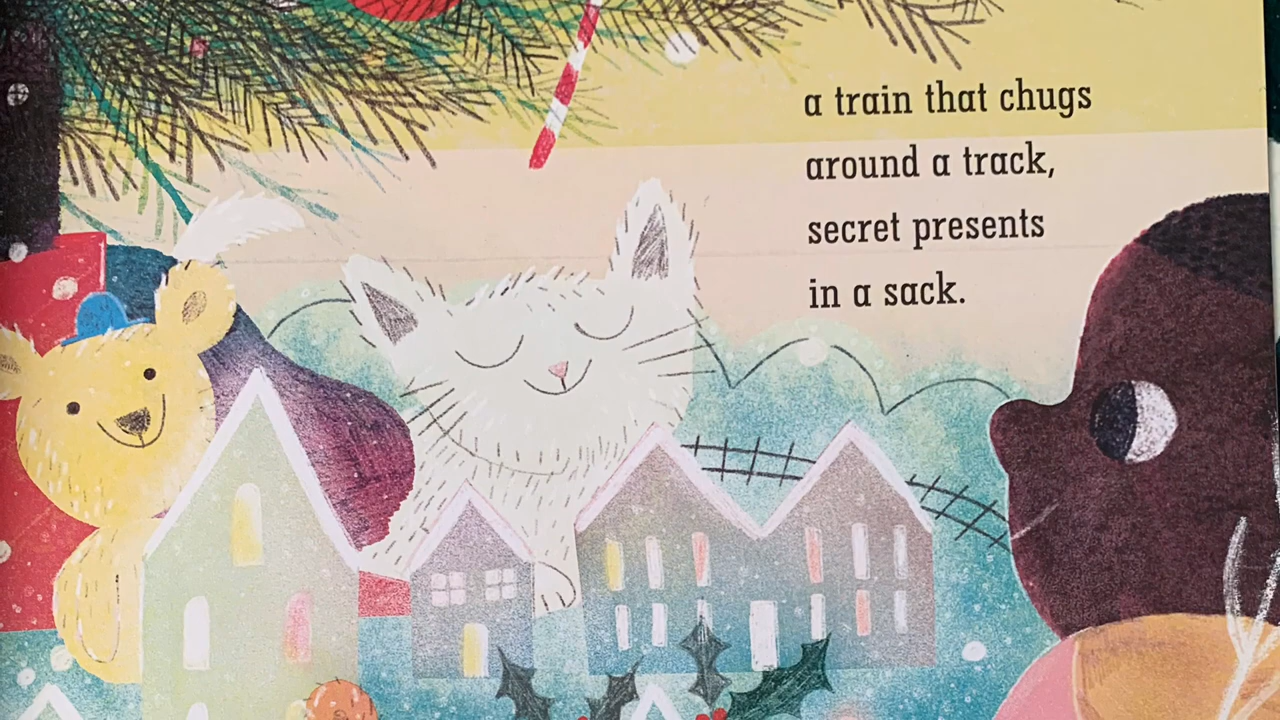 a train that chugs
around a track,
secret presents
in a sack.